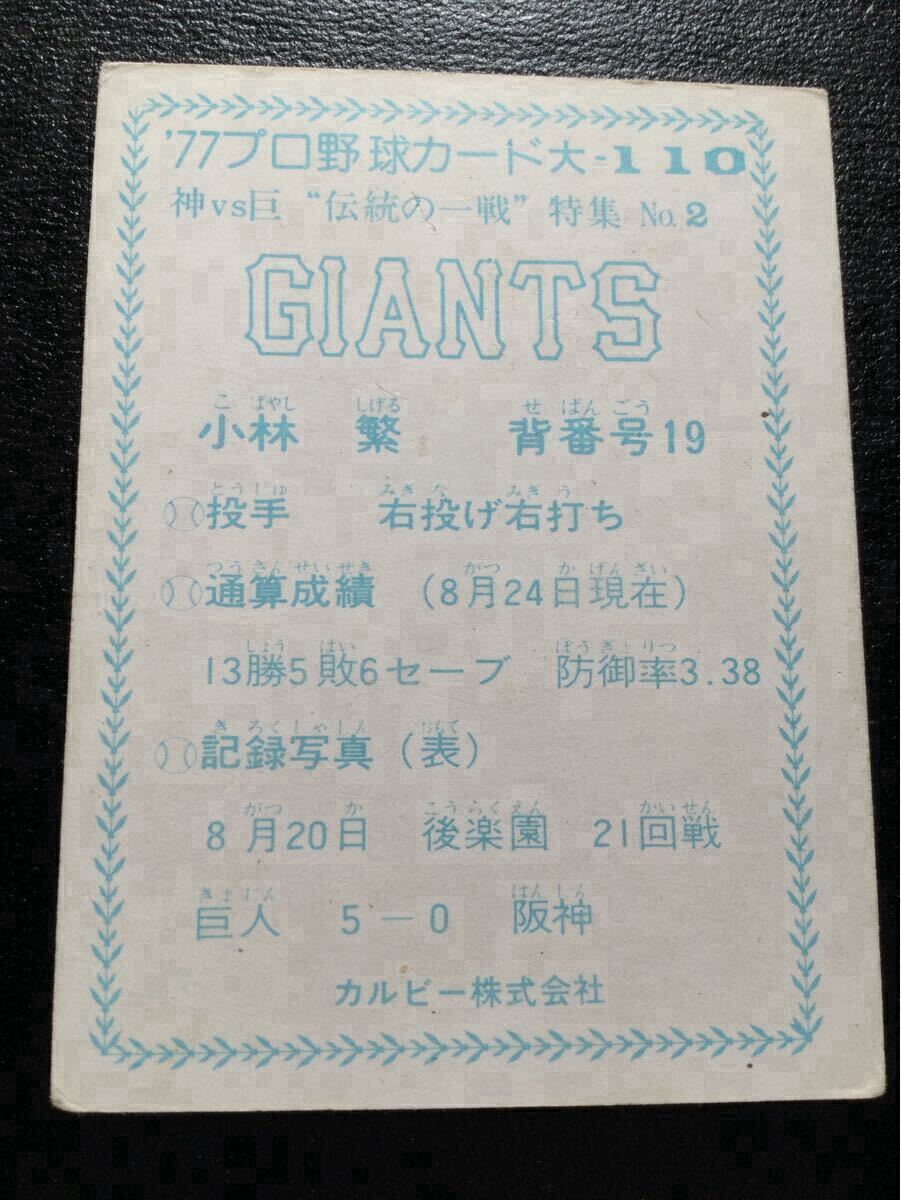 '77プロ野球カード大-110
神vs巨 “伝統の一戦” 特集 No.2
GIANTS
こ ばやし しげる せ ばん ごう
小林 繁 背番号19
とうしゅ みぎ な みぎ う
投手 右投げ右打ち
つうさんせいせき がつ か げんざい
通算成績 (8月24日現在)
しょう はい ぼうぎょりつ
13勝5敗6セーブ 防御率3.38
き ろくしゃしん おもて
記録写真(表)
がつ か こうらくえん かいせん
8月20日 後楽園 21回戦
きょじん はんしん
巨人 5－0 阪神
カルビー株式会社